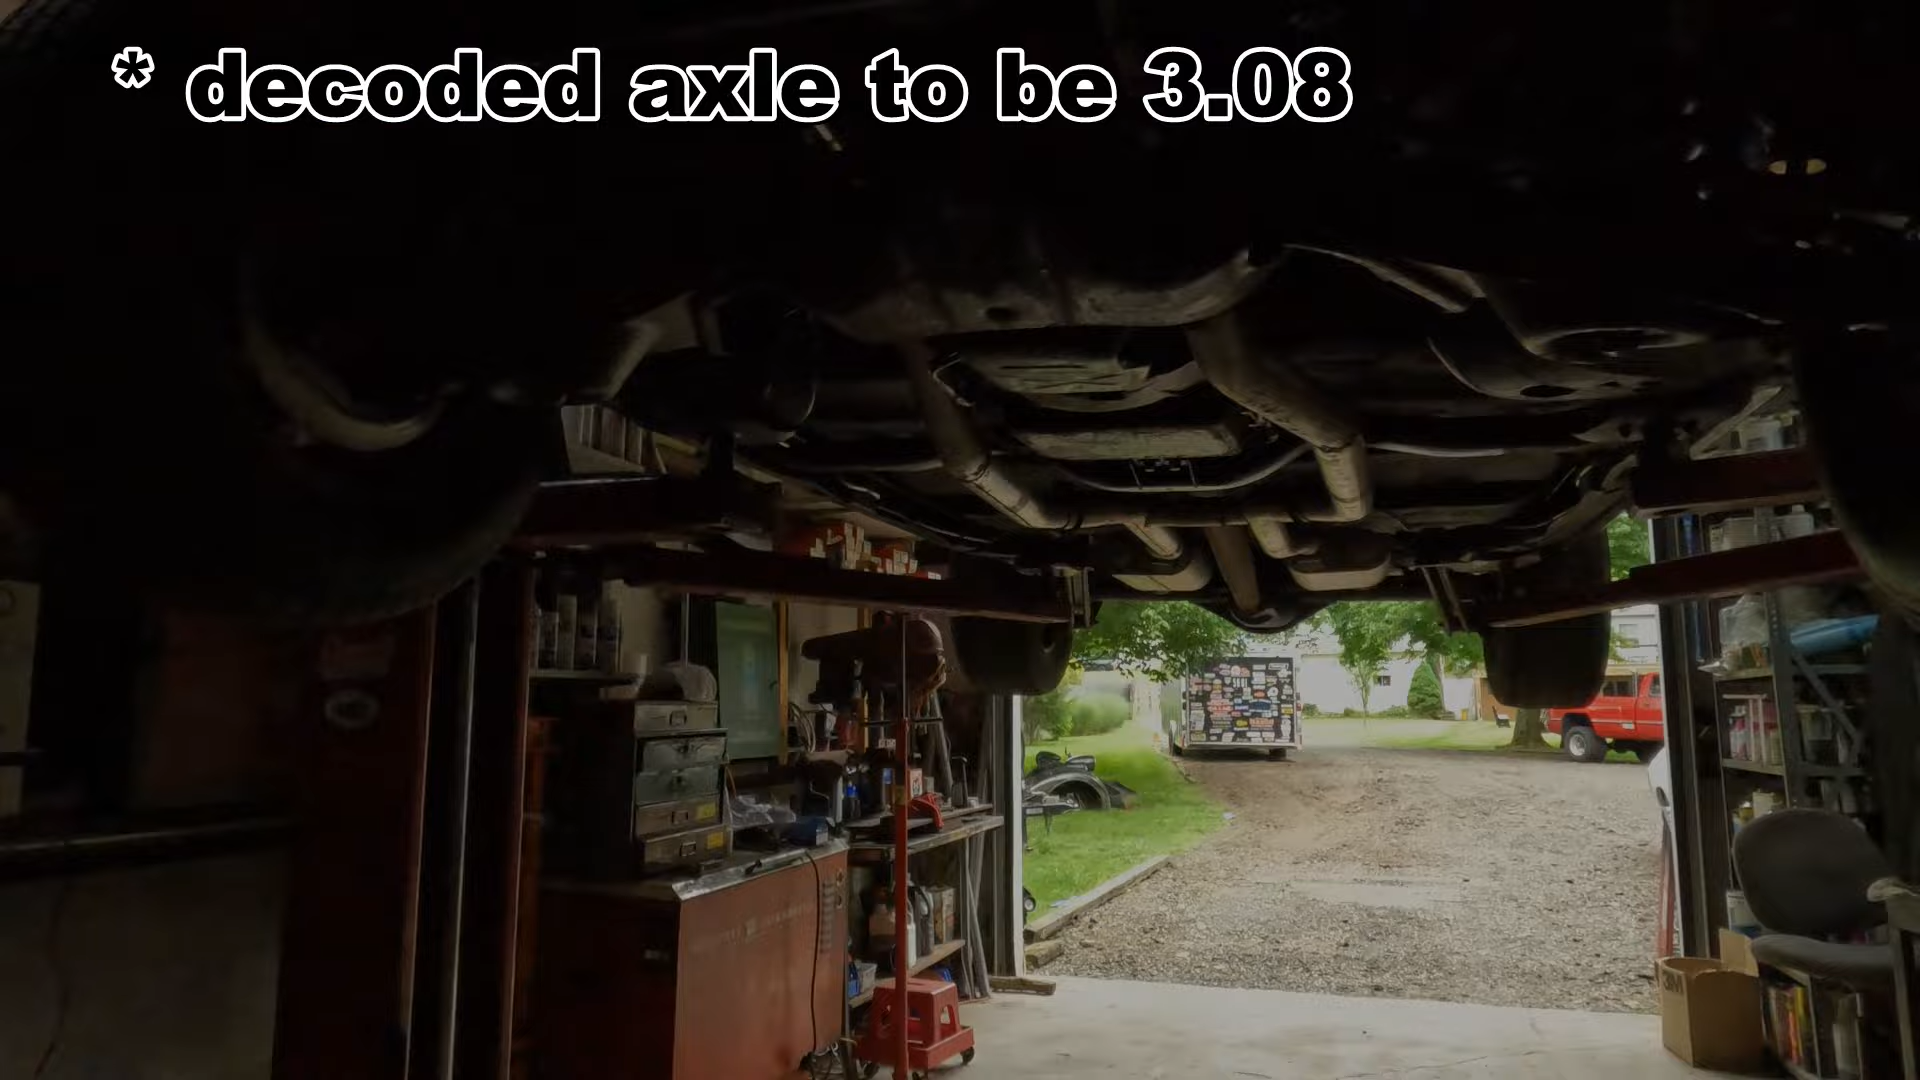 * decoded axle to be 3.08